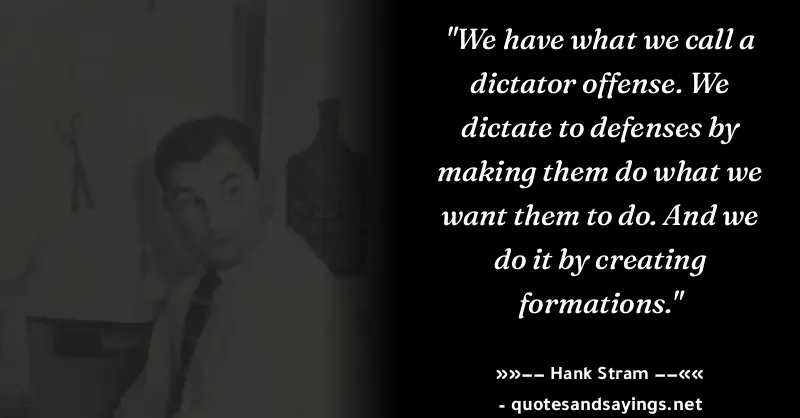 "We have what we call a
dictator offense. We
dictate to defenses by
making them do what we
want them to do. And we
do it by creating
formations."
»»–– Hank Stram ––««
- quotesandsayings.net